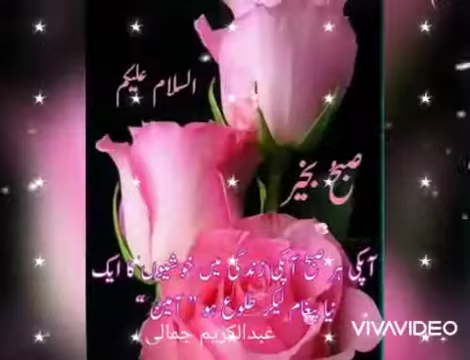 السلام علیکم
صبح بخیر
آپکی ہر صبح آپکی زندگی میں خوشیوں کا ایک
نیا پیغام لیکر طلوع ہو " آمین "
عبدالکریم جمالی
VIVAVIDEO